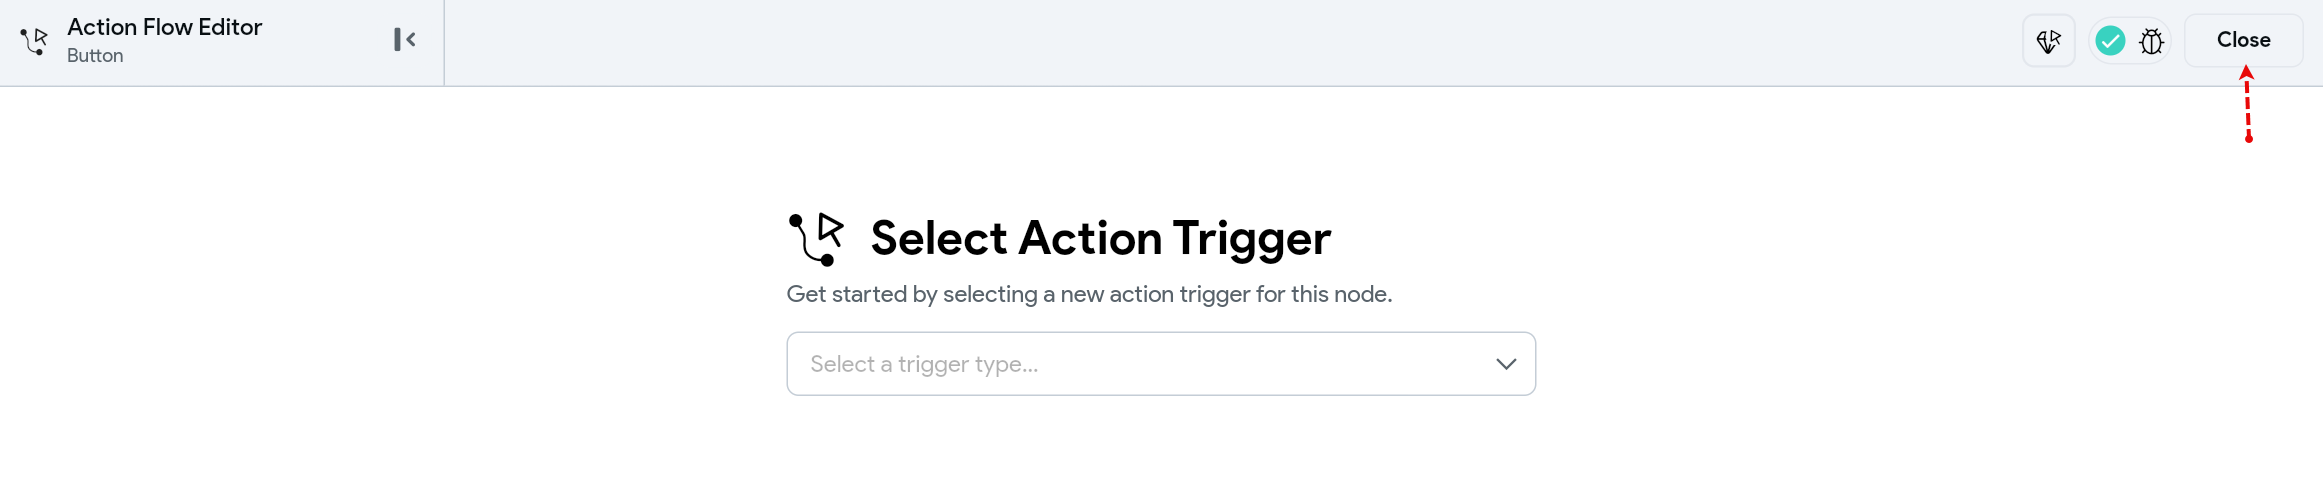 Action Flow Editor
Button
Close
Select Action Trigger
Get started by selecting a new action trigger for this node.
Select a trigger type...